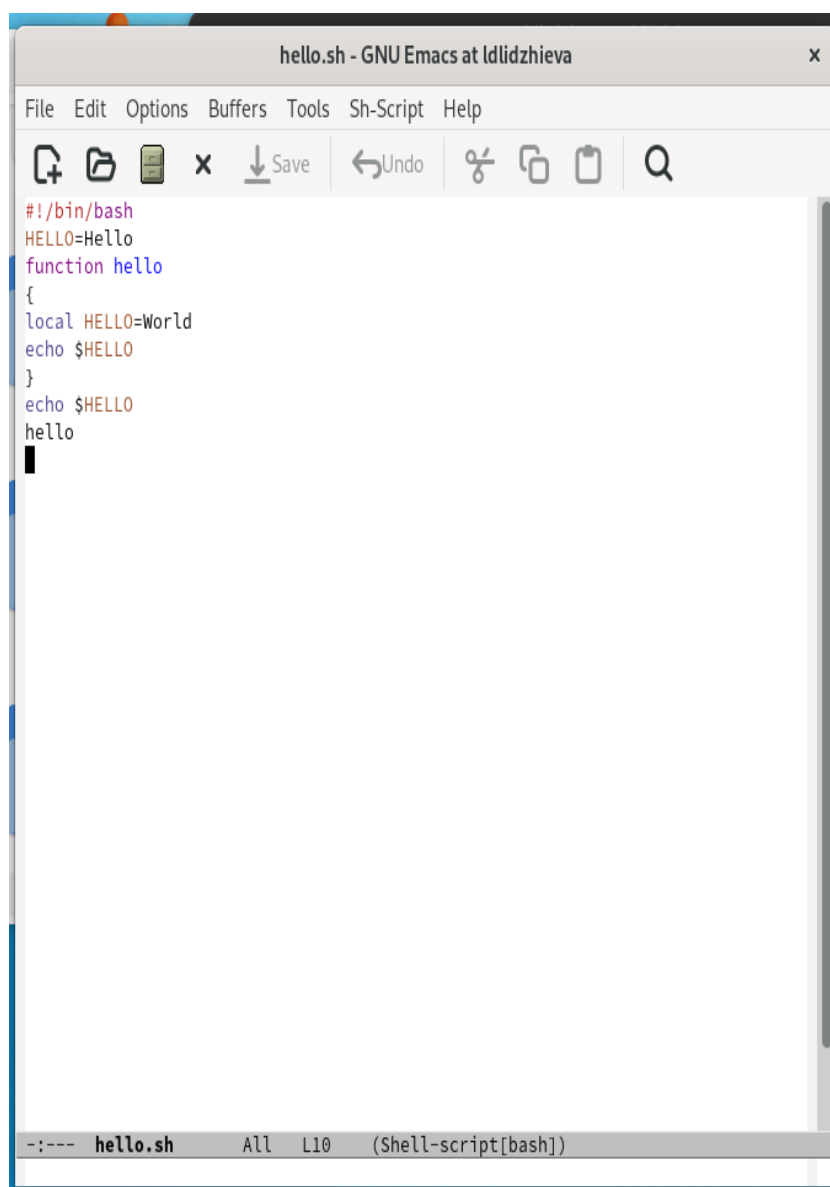 hello.sh - GNU Emacs at ldlidzhieva x
File Edit Options Buffers Tools Sh-Script Help
Save Undo
#!/bin/bash
HELLO=Hello
function hello
{
local HELLO=World
echo $HELLO
}
echo $HELLO
hello
-:--- hello.sh All L10 (Shell-script[bash])